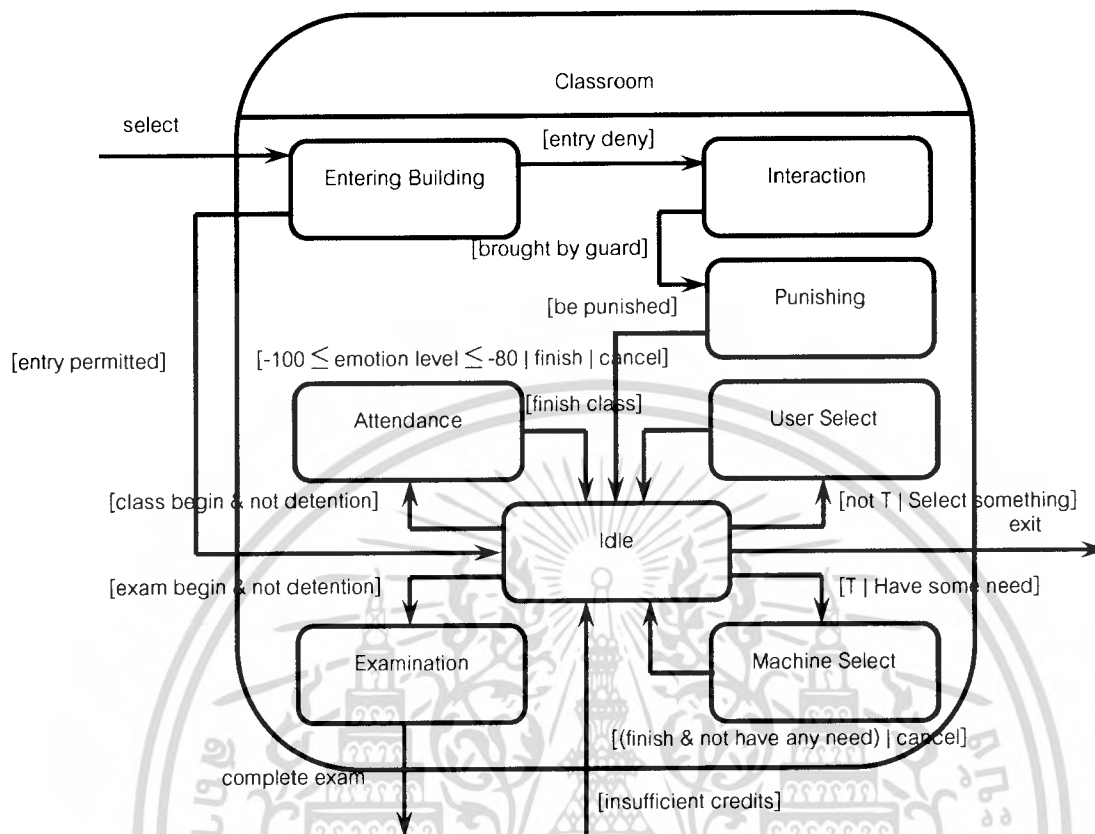 Classroom
select
[entry deny]
Entering Building
Interaction
[brought by guard]
Punishing
[be punished]
[entry permitted]
[-100 ≤ emotion level ≤ -80 | finish | cancel]
[finish class]
Attendance
User Select
[class begin & not detention]
[not T | Select something]
exit
Idle
[exam begin & not detention]
[T | Have some need]
Examination
Machine Select
[(finish & not have any need) | cancel]
complete exam
[insufficient credits]